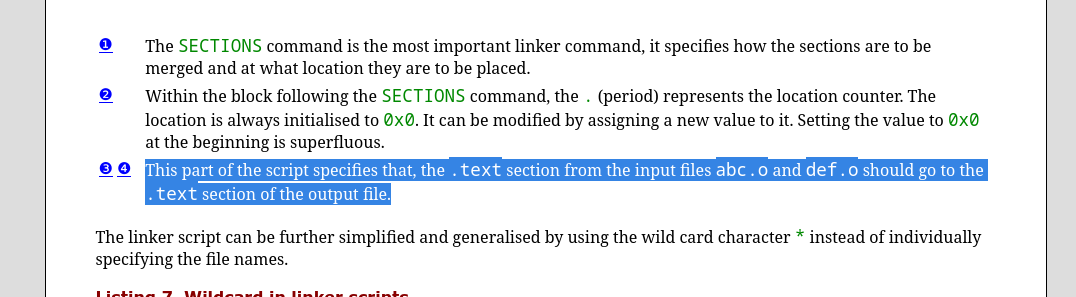 ❶ The SECTIONS command is the most important linker command, it specifies how the sections are to be
merged and at what location they are to be placed.
❷ Within the block following the SECTIONS command, the . (period) represents the location counter. The
location is always initialised to 0x0. It can be modified by assigning a new value to it. Setting the value to 0x0
at the beginning is superfluous.
❸ ❹ This part of the script specifies that, the .text section from the input files abc.o and def.o should go to the
.text section of the output file.
The linker script can be further simplified and generalised by using the wild card character * instead of individually
specifying the file names.
Listing 7. Wildcard in linker scripts